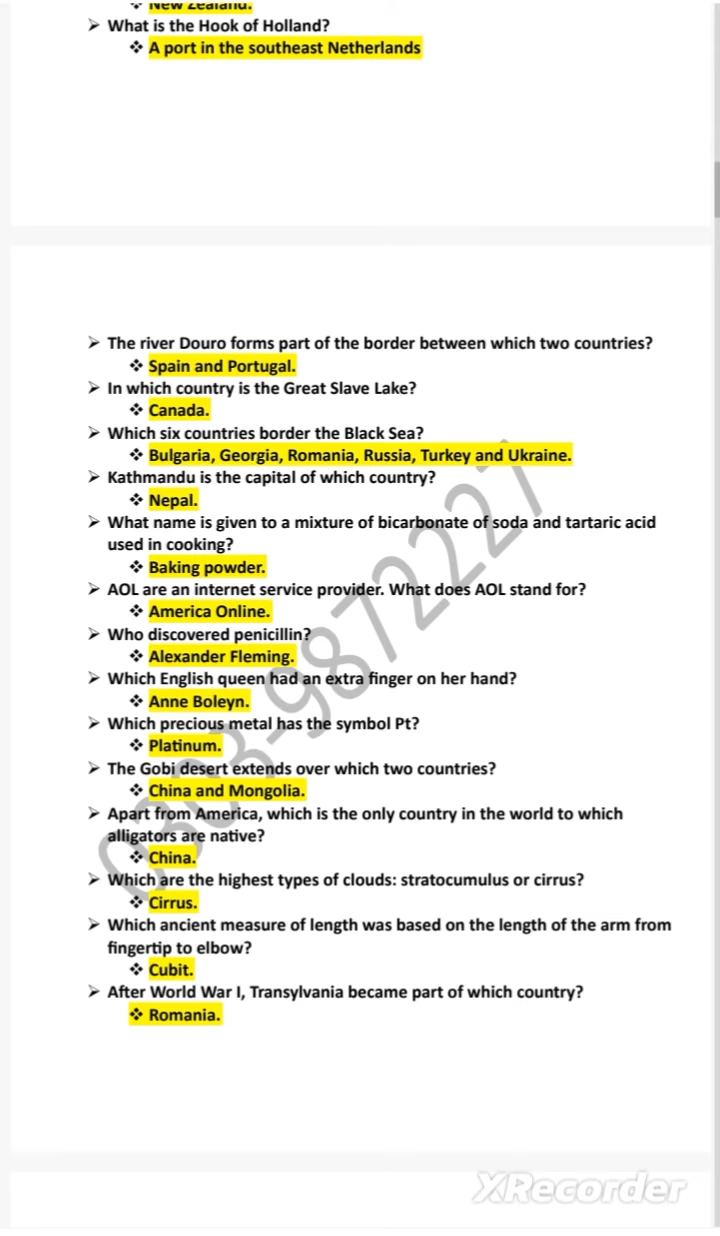 New Zealand.
➢ What is the Hook of Holland?
❖ A port in the southeast Netherlands
➢ The river Douro forms part of the border between which two countries?
❖ Spain and Portugal.
➢ In which country is the Great Slave Lake?
❖ Canada.
➢ Which six countries border the Black Sea?
❖ Bulgaria, Georgia, Romania, Russia, Turkey and Ukraine.
➢ Kathmandu is the capital of which country?
❖ Nepal.
➢ What name is given to a mixture of bicarbonate of soda and tartaric acid
used in cooking?
❖ Baking powder.
➢ AOL are an internet service provider. What does AOL stand for?
❖ America Online.
➢ Who discovered penicillin?
❖ Alexander Fleming.
➢ Which English queen had an extra finger on her hand?
❖ Anne Boleyn.
➢ Which precious metal has the symbol Pt?
❖ Platinum.
➢ The Gobi desert extends over which two countries?
❖ China and Mongolia.
➢ Apart from America, which is the only country in the world to which
alligators are native?
❖ China.
➢ Which are the highest types of clouds: stratocumulus or cirrus?
❖ Cirrus.
➢ Which ancient measure of length was based on the length of the arm from
fingertip to elbow?
❖ Cubit.
➢ After World War I, Transylvania became part of which country?
❖ Romania.
0303-9872227
XRecorder